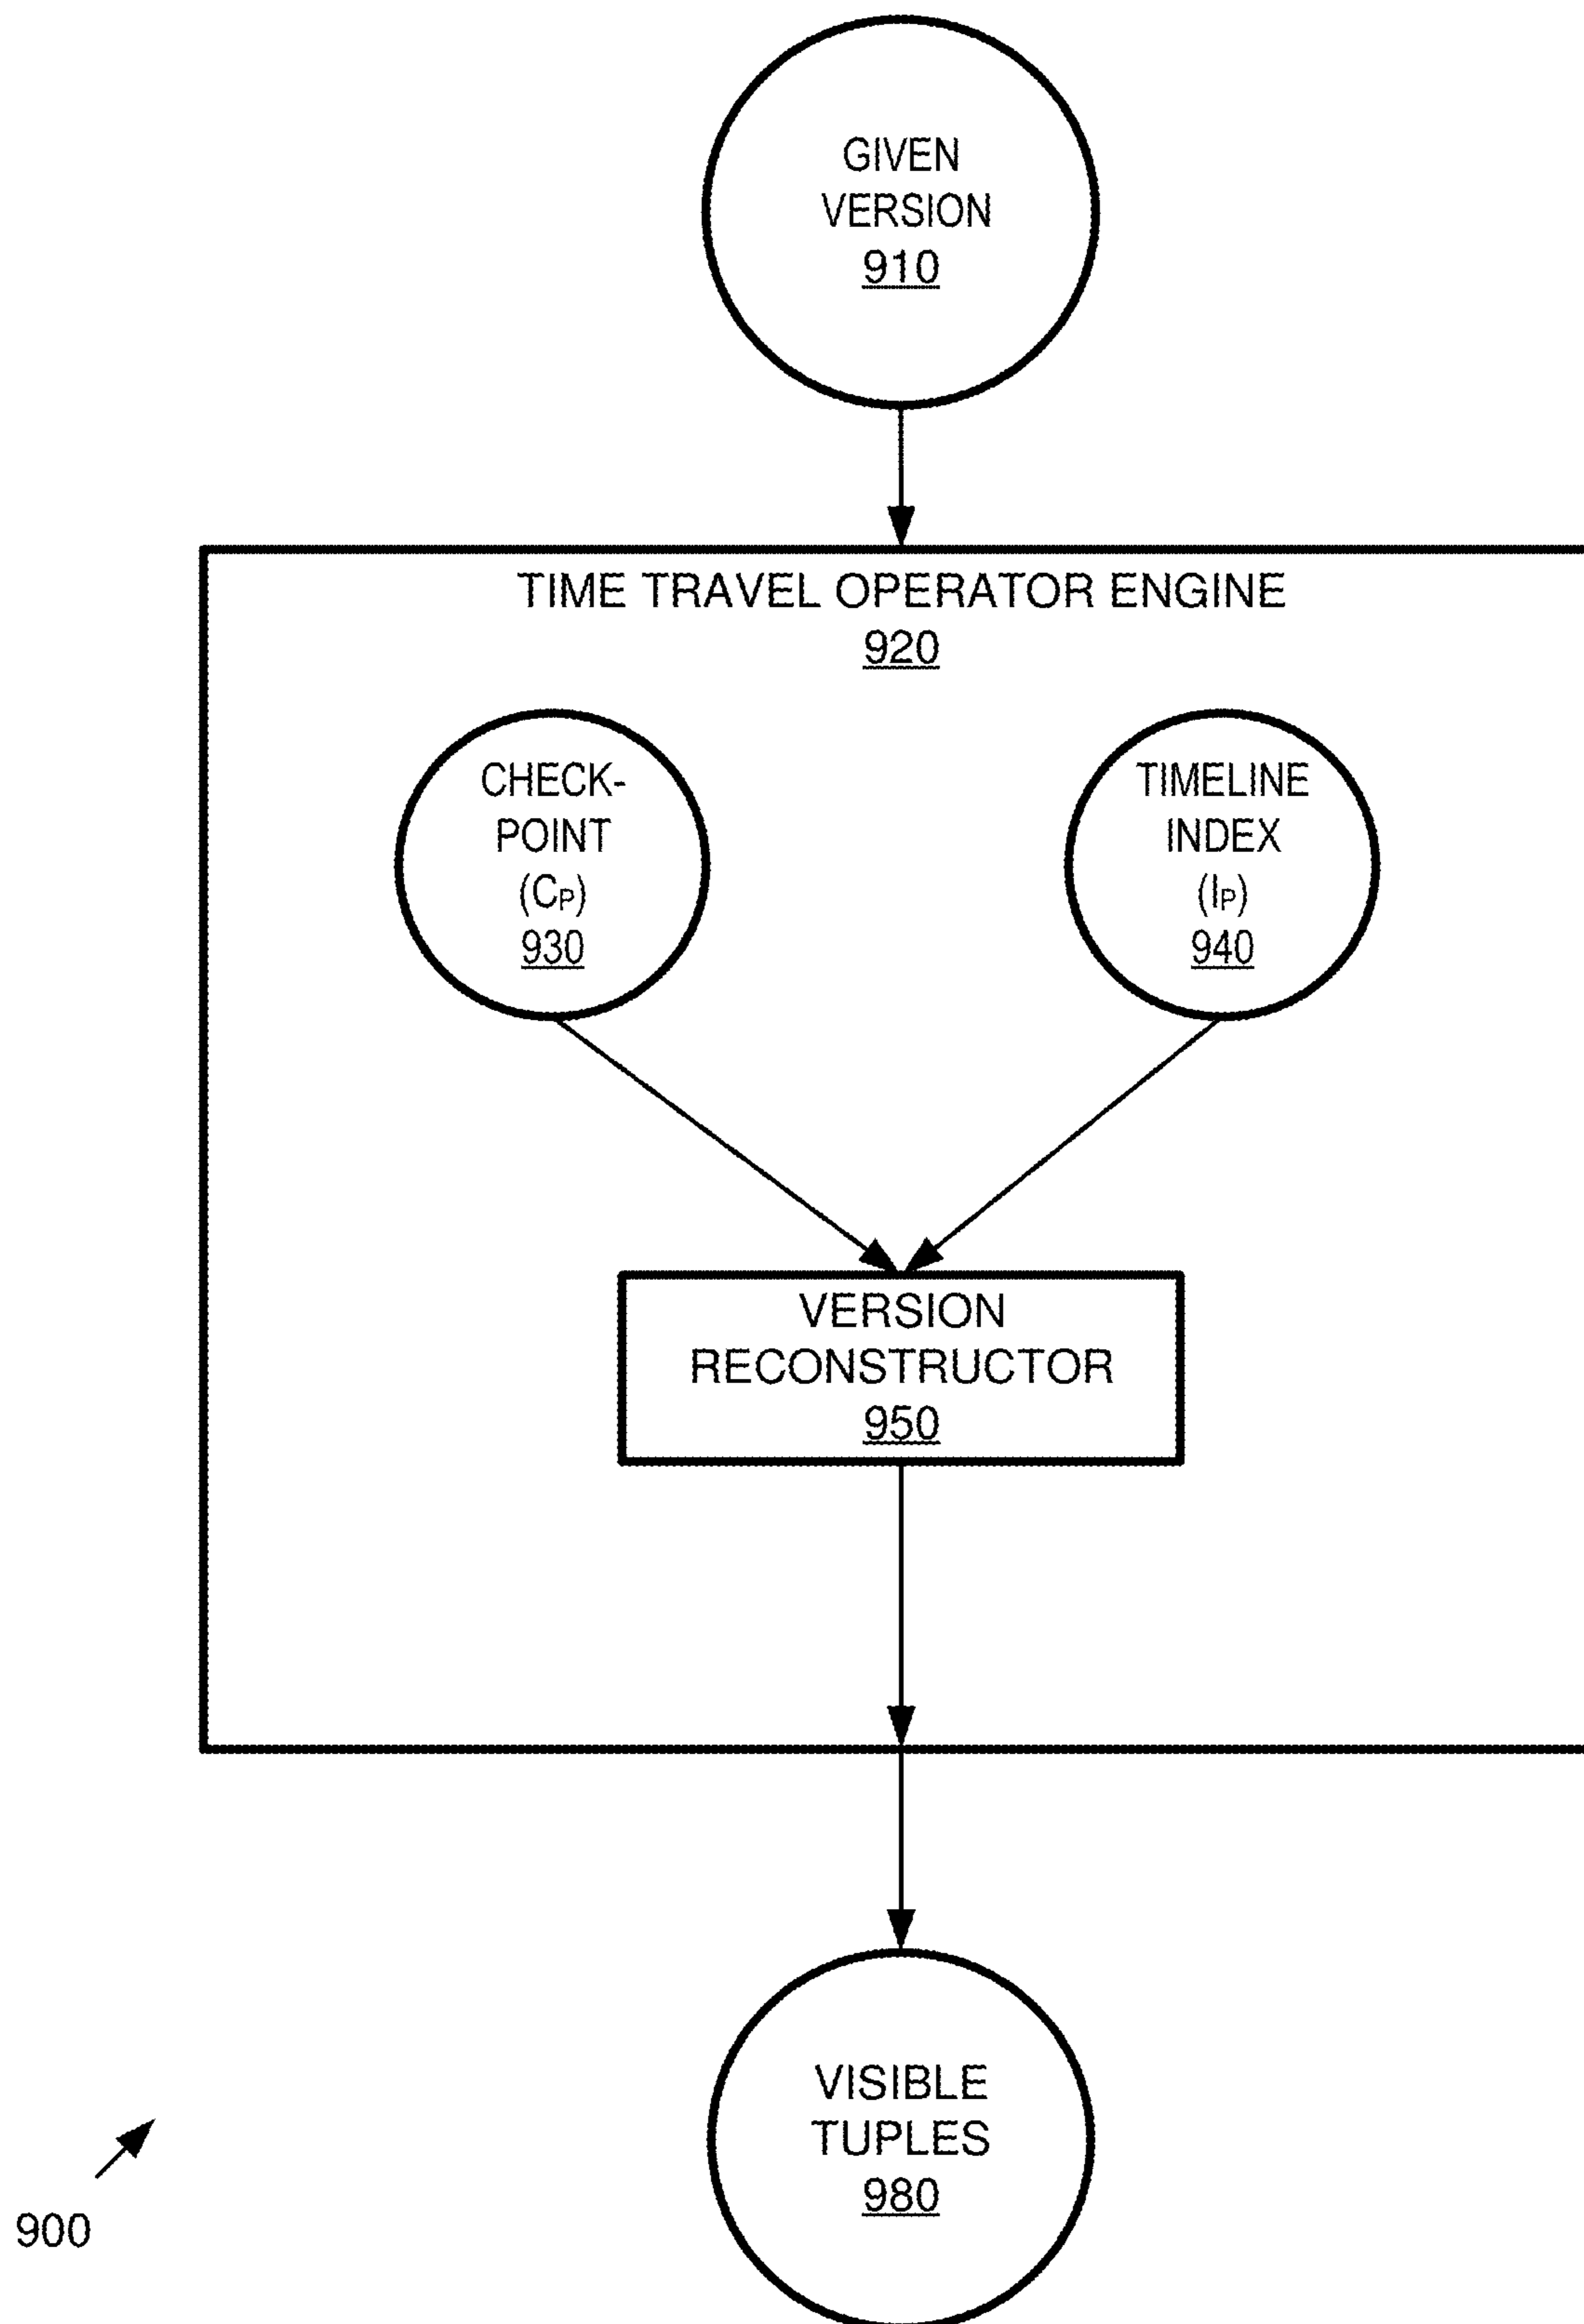 GIVEN
VERSION
910
TIME TRAVEL OPERATOR ENGINE
920
CHECK-
POINT
(CP)
930
TIMELINE
INDEX
(IP)
940
VERSION
RECONSTRUCTOR
950
VISIBLE
TUPLES
980
900